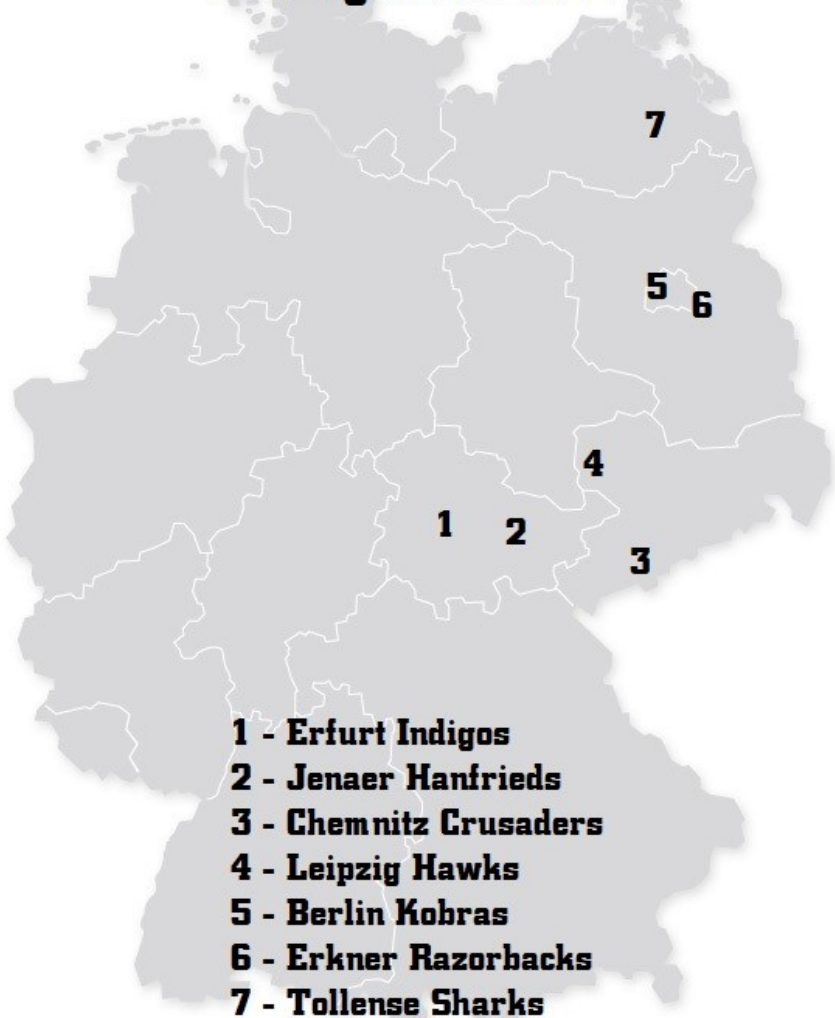 7
5
6
4
1
2
3
1 - Erfurt Indigos
2 - Jenaer Hanfrieds
3 - Chemnitz Crusaders
4 - Leipzig Hawks
5 - Berlin Kobras
6 - Erkner Razorbacks
7 - Tollense Sharks